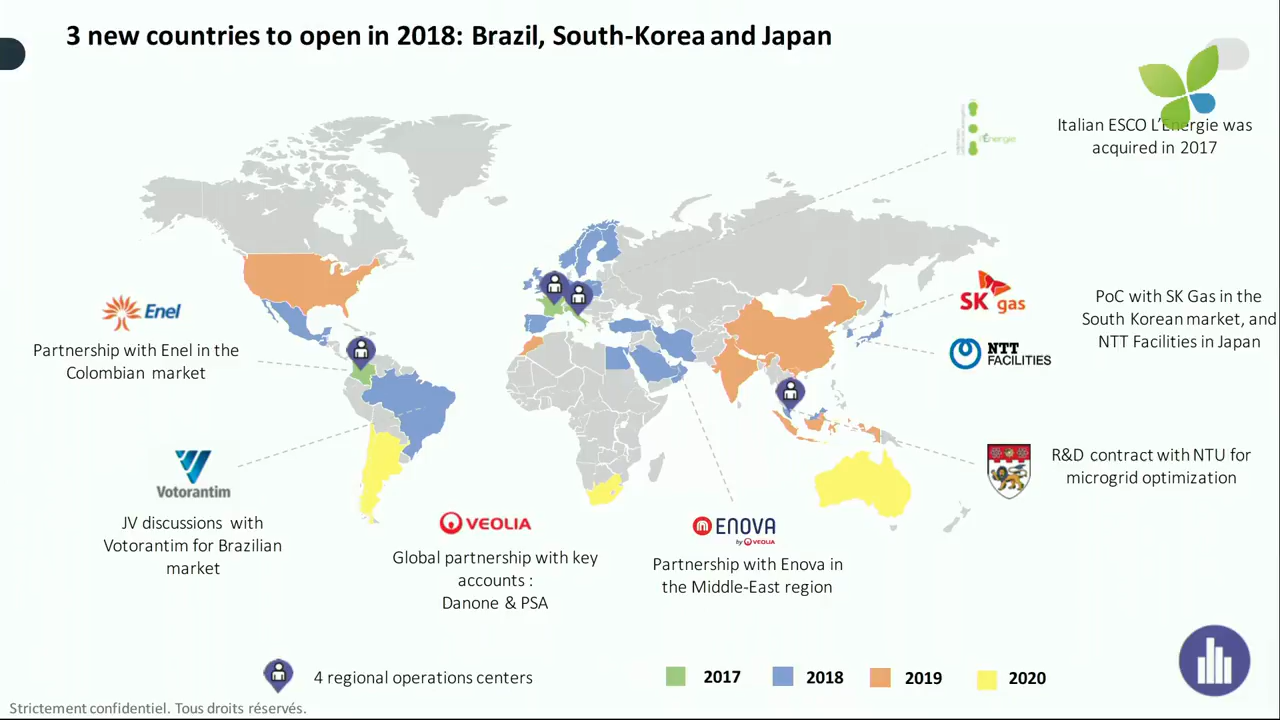 3 new countries to open in 2018: Brazil, South-Korea and Japan
l'énergie
Italian ESCO L'Energie was
acquired in 2017
Enel
Partnership with Enel in the
Colombian market
SK gas
NTT
FACILITIES
PoC with SK Gas in the
South Korean market, and
NTT Facilities in Japan
Votorantim
JV discussions with
Votorantim for Brazilian
market
VEOLIA
Global partnership with key
accounts :
Danone & PSA
ENOVA
by VEOLIA
Partnership with Enova in
the Middle-East region
R&D contract with NTU for
microgrid optimization
4 regional operations centers
2017
2018
2019
2020
Strictement confidentiel. Tous droits réservés.